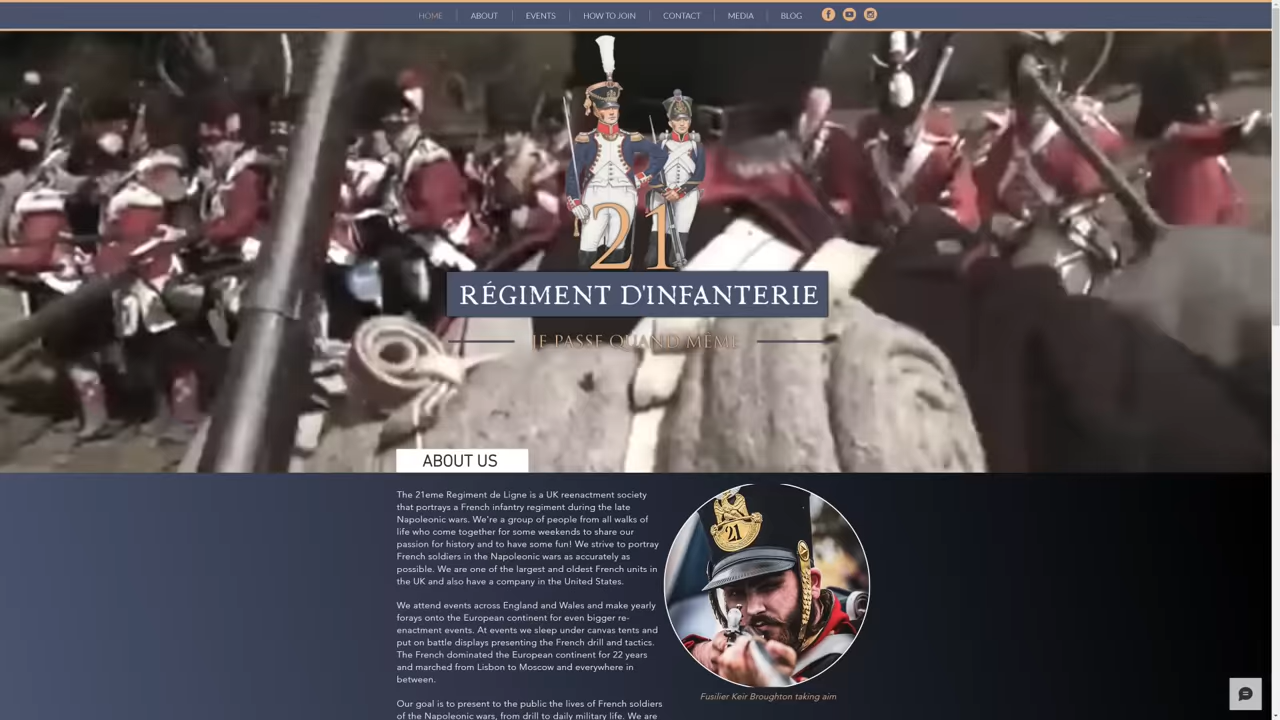 HOME
ABOUT
EVENTS
HOW TO JOIN
CONTACT
MEDIA
BLOG
21
RÉGIMENT D'INFANTERIE
JE PASSE QUAND MÊME
ABOUT US
The 21eme Regiment de Ligne is a UK reenactment society
that portrays a French infantry regiment during the late
Napoleonic wars. We're a group of people from all walks of
life who come together for some weekends to share our
passion for history and to have some fun! We strive to portray
French soldiers in the Napoleonic wars as accurately as
possible. We are one of the largest and oldest French units in
the UK and also have a company in the United States.
We attend events across England and Wales and make yearly
forays onto the European continent for even bigger re-
enactment events. At events we sleep under canvas tents and
put on battle displays presenting the French drill and tactics.
The French dominated the European continent for 22 years
and marched from Lisbon to Moscow and everywhere in
between.
Our goal is to present to the public the lives of French soldiers
of the Napoleonic wars, from drill to daily military life. We are
21
Fusilier Keir Broughton taking aim